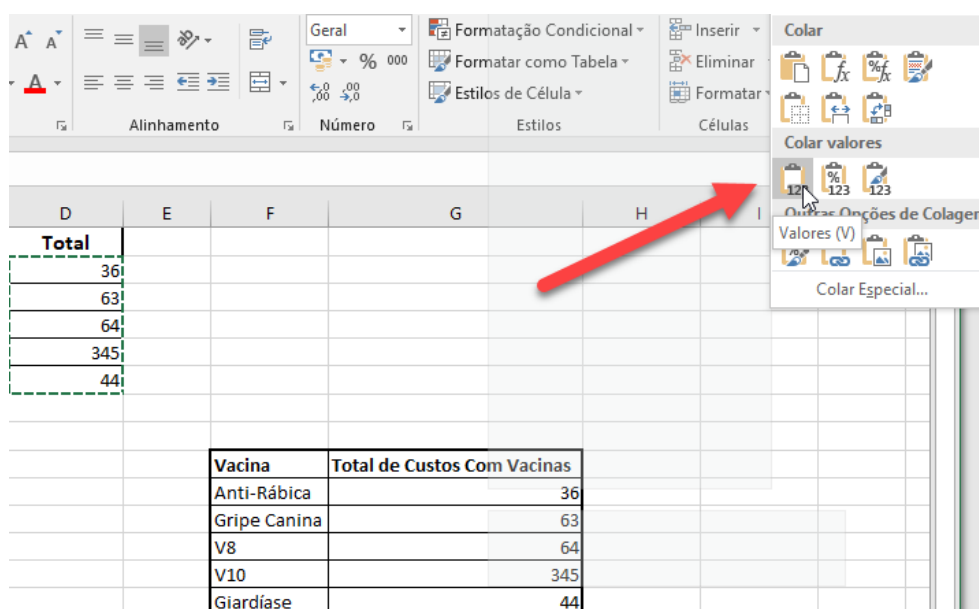 A A Geral Formatação Condicional Inserir Colar
% 000 Formatar como Tabela Eliminar
A ,00 ,0 Estilos de Célula Formatar
Alinhamento Número Estilos Células
Colar valores
123 % 123 123
Outras Opções de Colagem
Valores (V)
Colar Especial...
D E F G H I
Total
36
63
64
345
44
Vacina Total de Custos Com Vacinas
Anti-Rábica 36
Gripe Canina 63
V8 64
V10 345
Giardíase 44